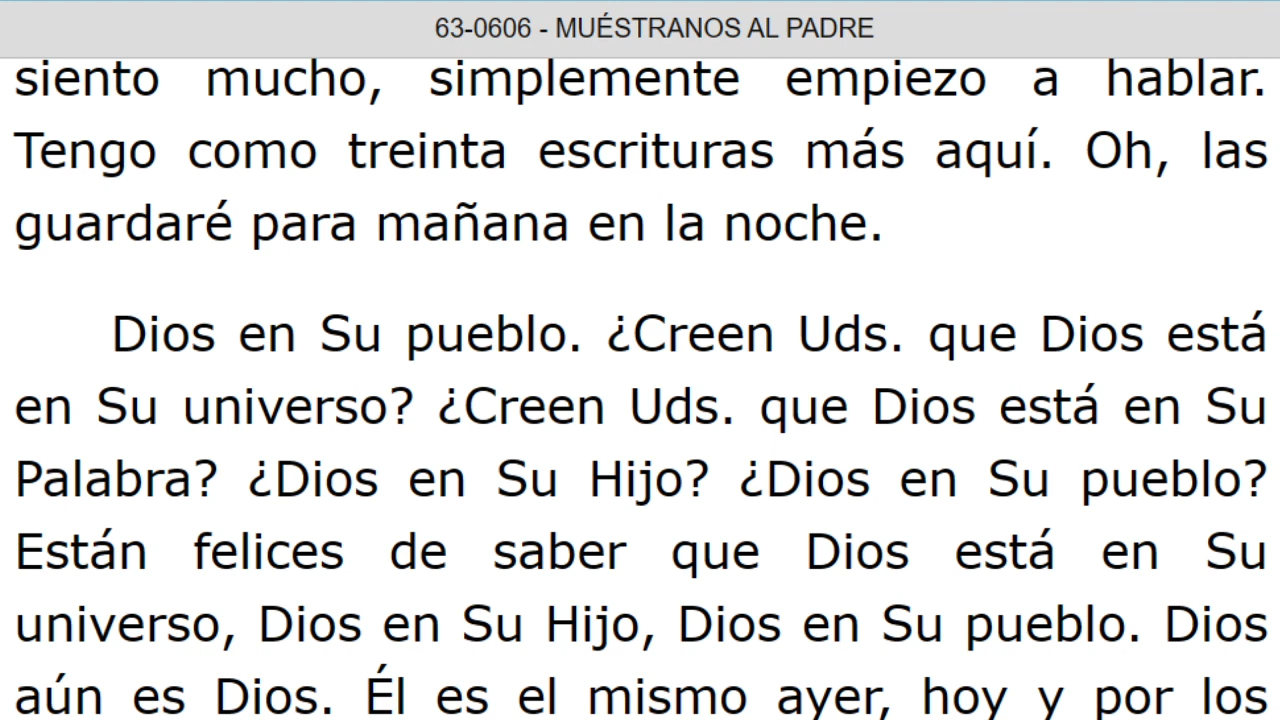 63-0606 - MUÉSTRANOS AL PADRE
siento mucho, simplemente empiezo a hablar.
Tengo como treinta escrituras más aquí. Oh, las
guardaré para mañana en la noche.
Dios en Su pueblo. ¿Creen Uds. que Dios está
en Su universo? ¿Creen Uds. que Dios está en Su
Palabra? ¿Dios en Su Hijo? ¿Dios en Su pueblo?
Están felices de saber que Dios está en Su
universo, Dios en Su Hijo, Dios en Su pueblo. Dios
aún es Dios. Él es el mismo ayer, hoy y por los